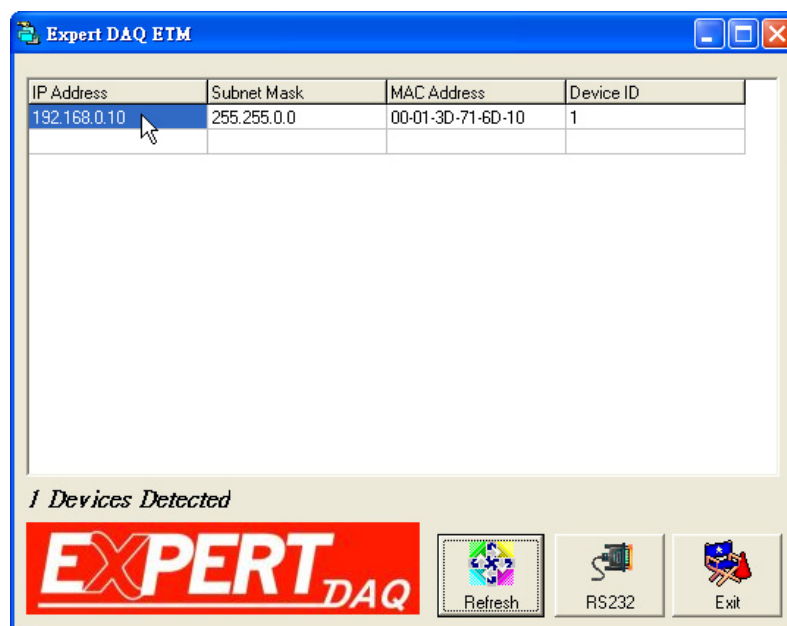 Expert DAQ ETM
IP Address Subnet Mask MAC Address Device ID
192.168.0.10 255.255.0.0 00-01-3D-71-6D-10 1
1 Devices Detected
EXPERT DAQ
Refresh RS232 Exit